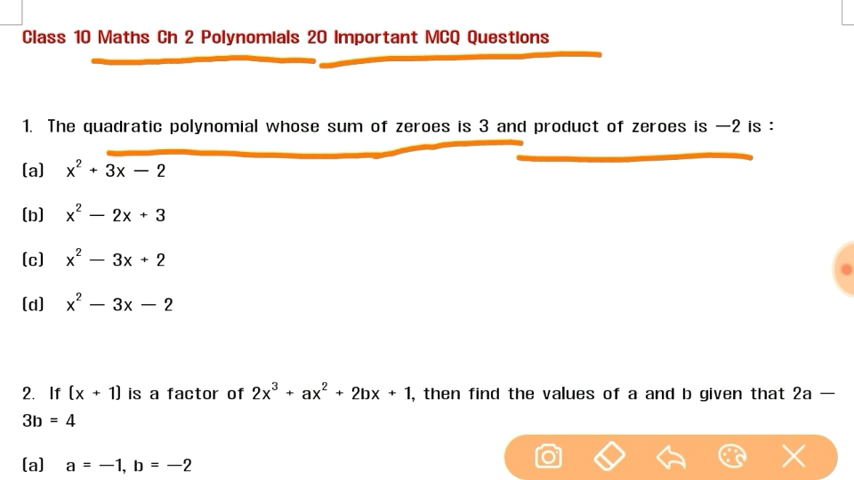 Class 10 Maths Ch 2 Polynomials 20 Important MCQ Questions
1. The quadratic polynomial whose sum of zeroes is 3 and product of zeroes is —2 is :
(a) x² + 3x — 2
(b) x² — 2x + 3
(c) x² — 3x + 2
(d) x² — 3x — 2
2. If (x + 1) is a factor of 2x³ + ax² + 2bx + 1, then find the values of a and b given that 2a —
3b = 4
(a) a = —1, b = —2